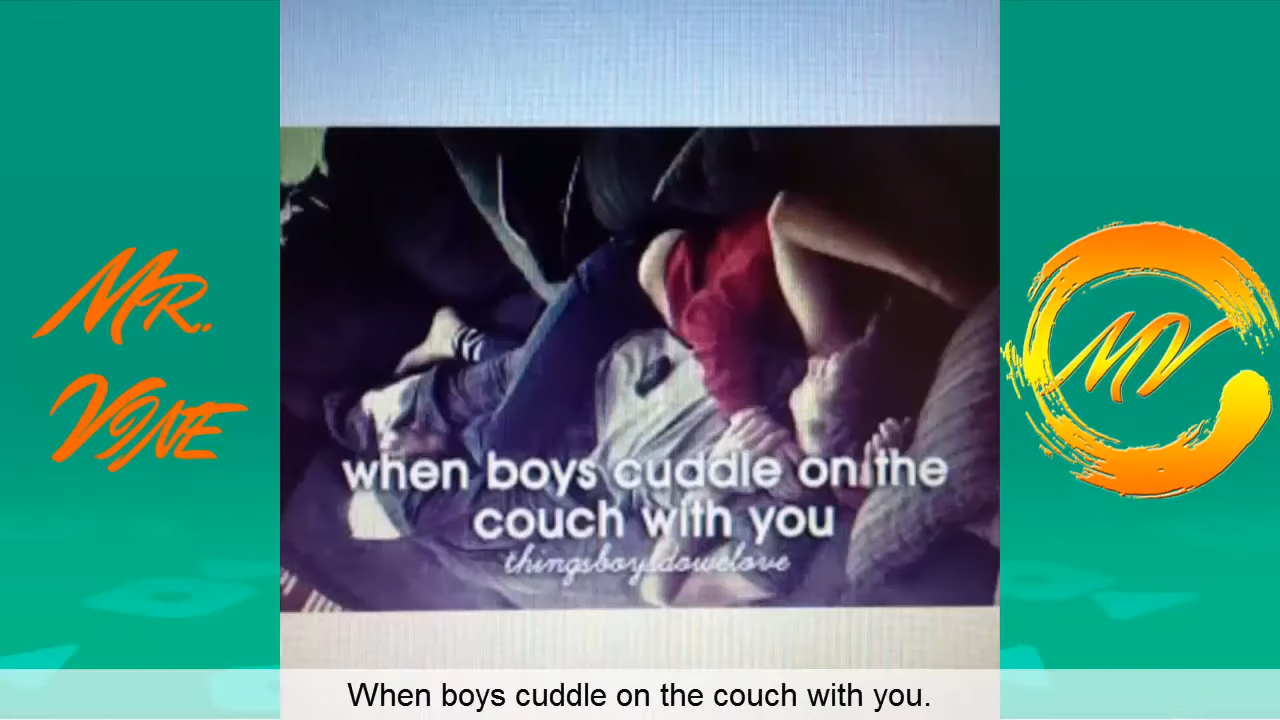 MR.
VINE
MV
when boys cuddle on the
couch with you
thingsboysdowelove
When boys cuddle on the couch with you.